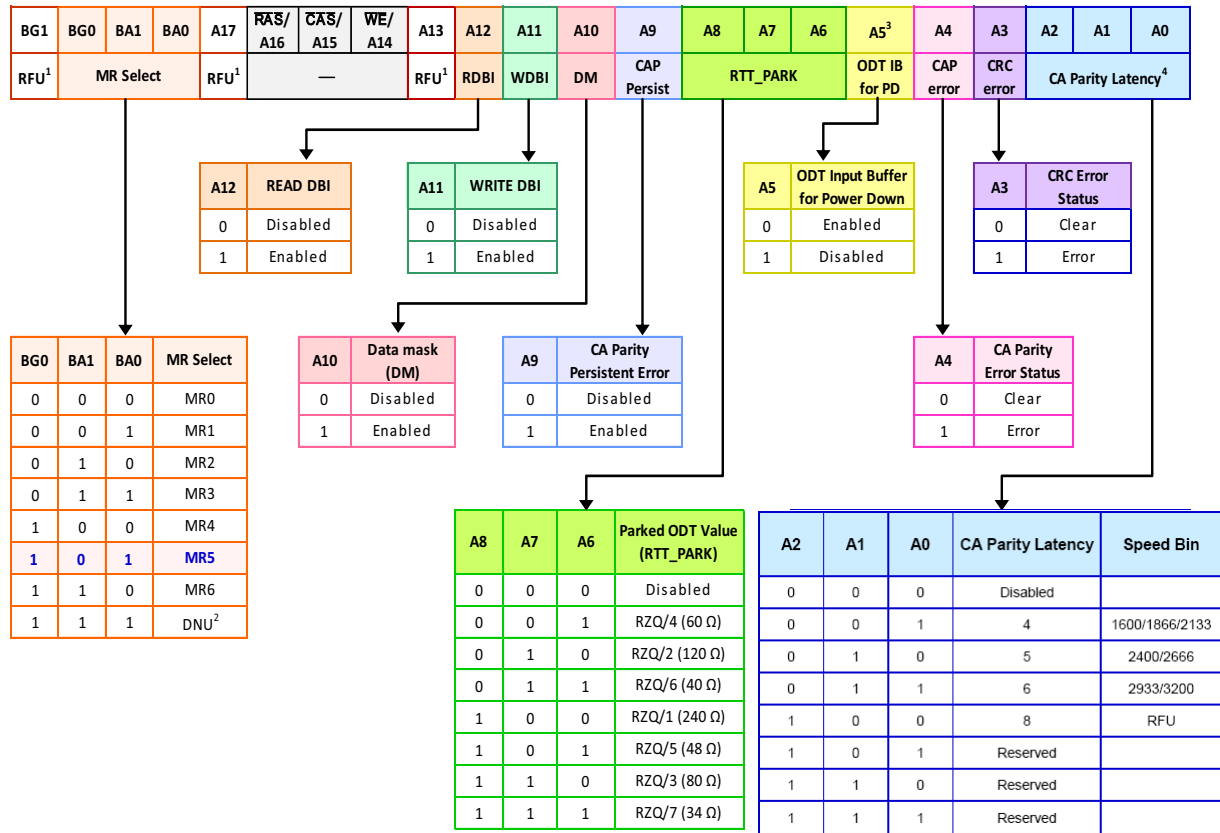 BG1 BG0 BA1 BA0 A17 RAS/ A16 CAS/ A15 WE/ A14 A13 A12 A11 A10 A9 A8 A7 A6 A5³ A4 A3 A2 A1 A0
RFU¹ MR Select RFU¹ — RFU¹ RDBI WDBI DM CAP Persist RTT_PARK ODT IB for PD CAP error CRC error CA Parity Latency⁴
A12 READ DBI
0 Disabled
1 Enabled
A11 WRITE DBI
0 Disabled
1 Enabled
A5 ODT Input Buffer for Power Down
0 Enabled
1 Disabled
A3 CRC Error Status
0 Clear
1 Error
BG0 BA1 BA0 MR Select
0 0 0 MR0
0 0 1 MR1
0 1 0 MR2
0 1 1 MR3
1 0 0 MR4
1 0 1 MR5
1 1 0 MR6
1 1 1 DNU²
A10 Data mask (DM)
0 Disabled
1 Enabled
A9 CA Parity Persistent Error
0 Disabled
1 Enabled
A4 CA Parity Error Status
0 Clear
1 Error
A8 A7 A6 Parked ODT Value (RTT_PARK)
0 0 0 Disabled
0 0 1 RZQ/4 (60 Ω)
0 1 0 RZQ/2 (120 Ω)
0 1 1 RZQ/6 (40 Ω)
1 0 0 RZQ/1 (240 Ω)
1 0 1 RZQ/5 (48 Ω)
1 1 0 RZQ/3 (80 Ω)
1 1 1 RZQ/7 (34 Ω)
A2 A1 A0 CA Parity Latency Speed Bin
0 0 0 Disabled
0 0 1 4 1600/1866/2133
0 1 0 5 2400/2666
0 1 1 6 2933/3200
1 0 0 8 RFU
1 0 1 Reserved
1 1 0 Reserved
1 1 1 Reserved